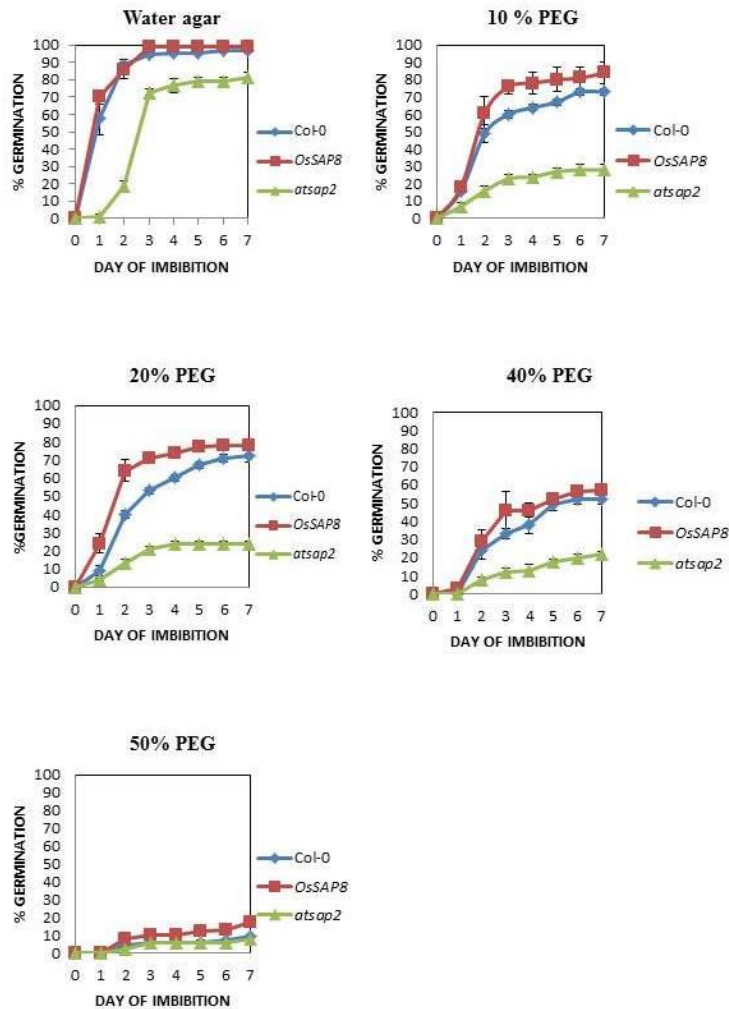 Water agar
% GERMINATION
100
90
80
70
60
50
40
30
20
10
0
0 1 2 3 4 5 6 7
DAY OF IMBIBITION
Col-0
OsSAP8
atsap2
10 % PEG
% GERMINATION
100
90
80
70
60
50
40
30
20
10
0
0 1 2 3 4 5 6 7
DAY OF IMBIBITION
Col-0
OsSAP8
atsap2
20% PEG
%GERMINATION
100
90
80
70
60
50
40
30
20
10
0
0 1 2 3 4 5 6 7
DAY OF IMBIBITION
Col-0
OsSAP8
atsap2
40% PEG
% GERMINATION
100
90
80
70
60
50
40
30
20
10
0
0 1 2 3 4 5 6 7
DAY OF IMBIBITION
Col-0
OsSAP8
atsap2
50% PEG
% GERMINATION
100
90
80
70
60
50
40
30
20
10
0
0 1 2 3 4 5 6 7
DAY OF IMBIBITION
Col-0
OsSAP8
atsap2